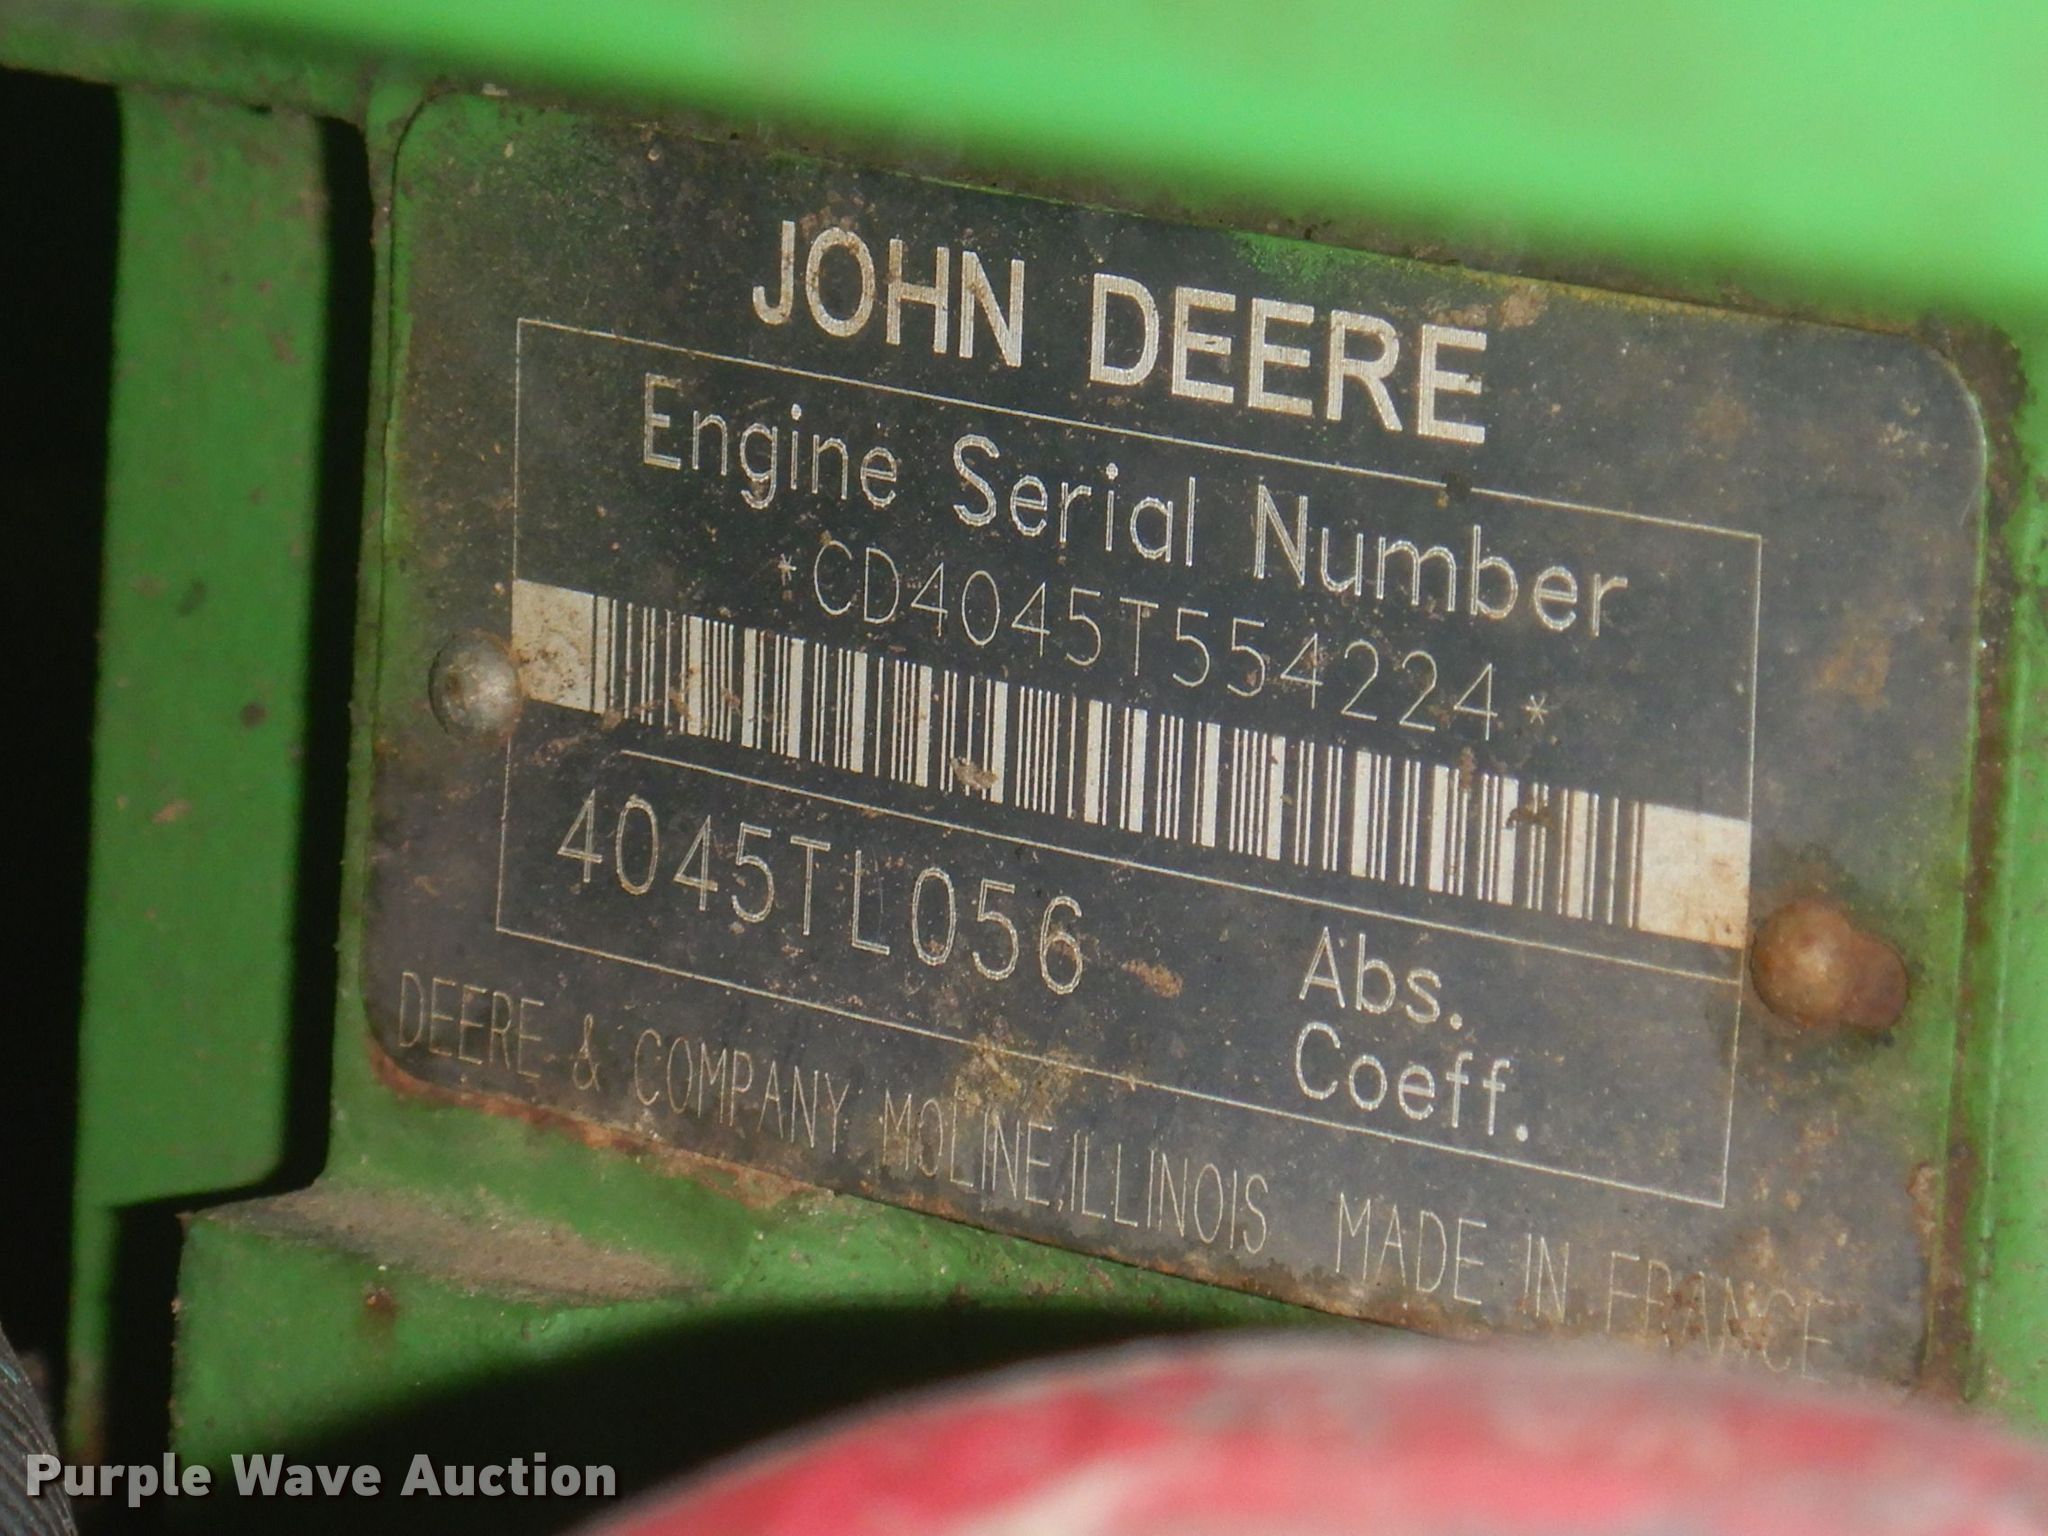 JOHN DEERE
Engine Serial Number
*CD4045T554224*
4045TL056
Abs.
Coeff.
DEERE & COMPANY MOLINE,ILLINOIS MADE IN FRANCE
Purple Wave Auction